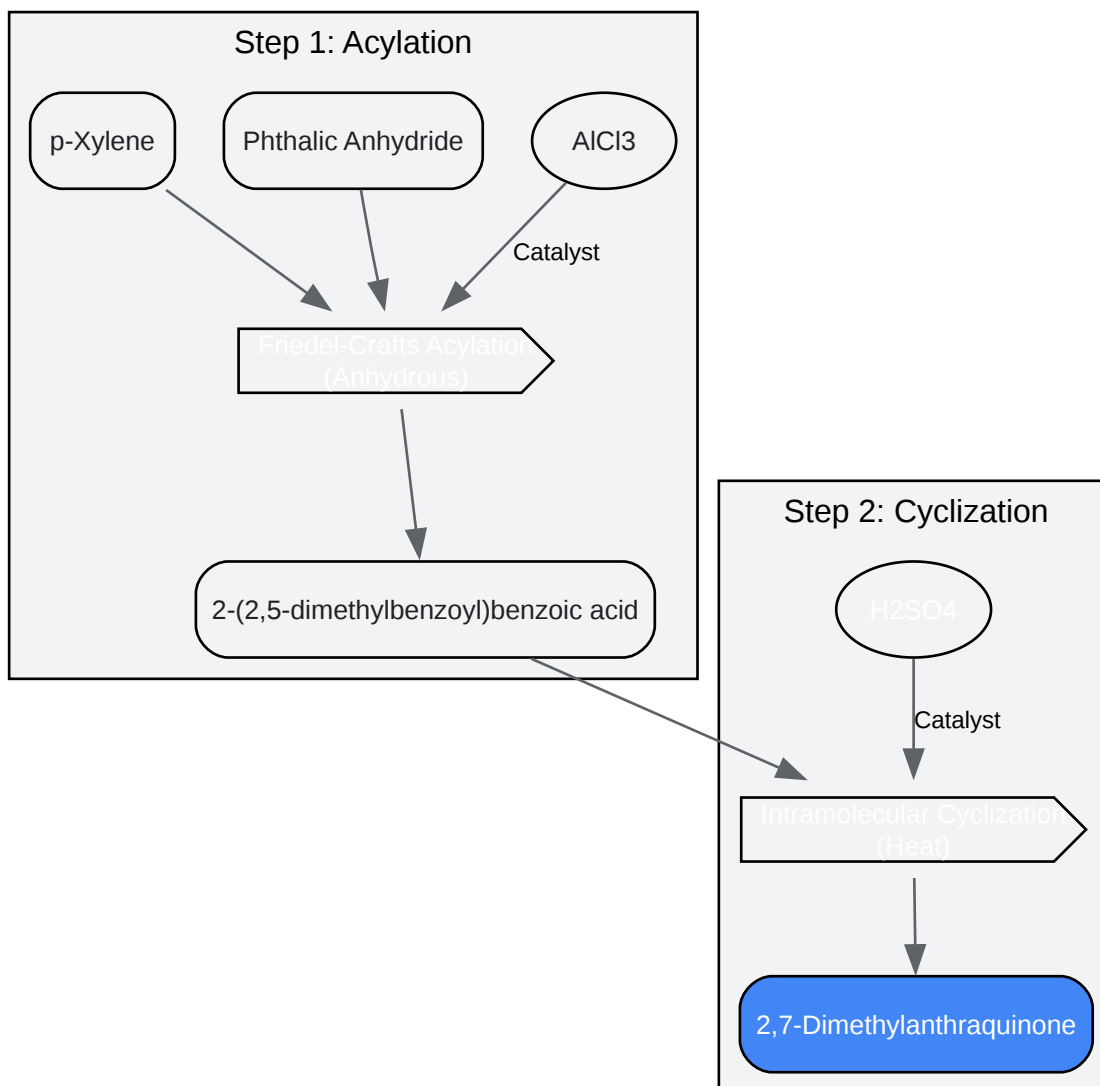 Step 1: Acylation
p-Xylene
Phthalic Anhydride
AlCl3
Catalyst
Friedel-Crafts Acylation
(Anhydrous)
2-(2,5-dimethylbenzoyl)benzoic acid
Step 2: Cyclization
H2SO4
Catalyst
Intramolecular Cyclization
(Heat)
2,7-Dimethylanthraquinone